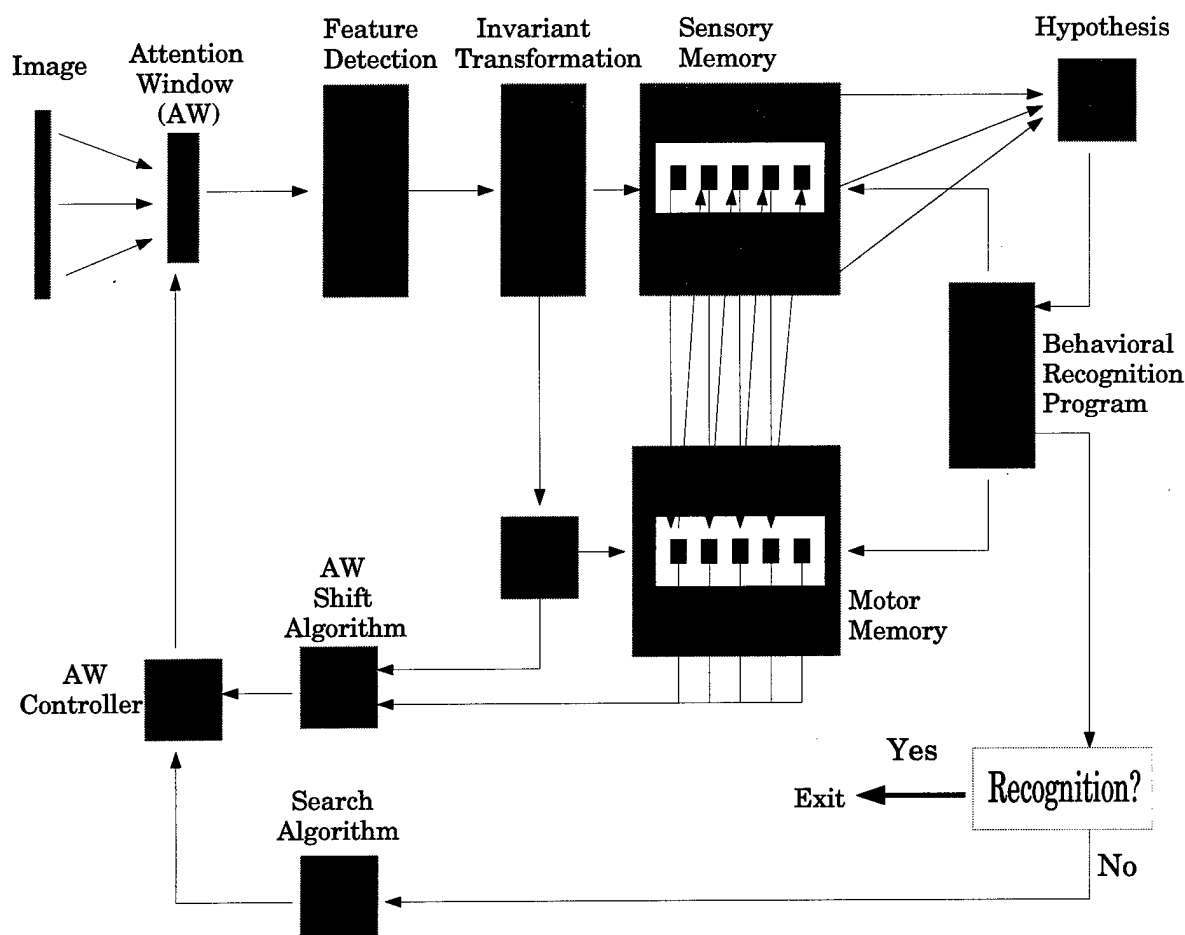 Image
Attention
Window
(AW)
Feature
Detection
Invariant
Transformation
Sensory
Memory
Hypothesis
Behavioral
Recognition
Program
AW
Shift
Algorithm
Motor
Memory
AW
Controller
Search
Algorithm
Yes
Exit
Recognition?
No